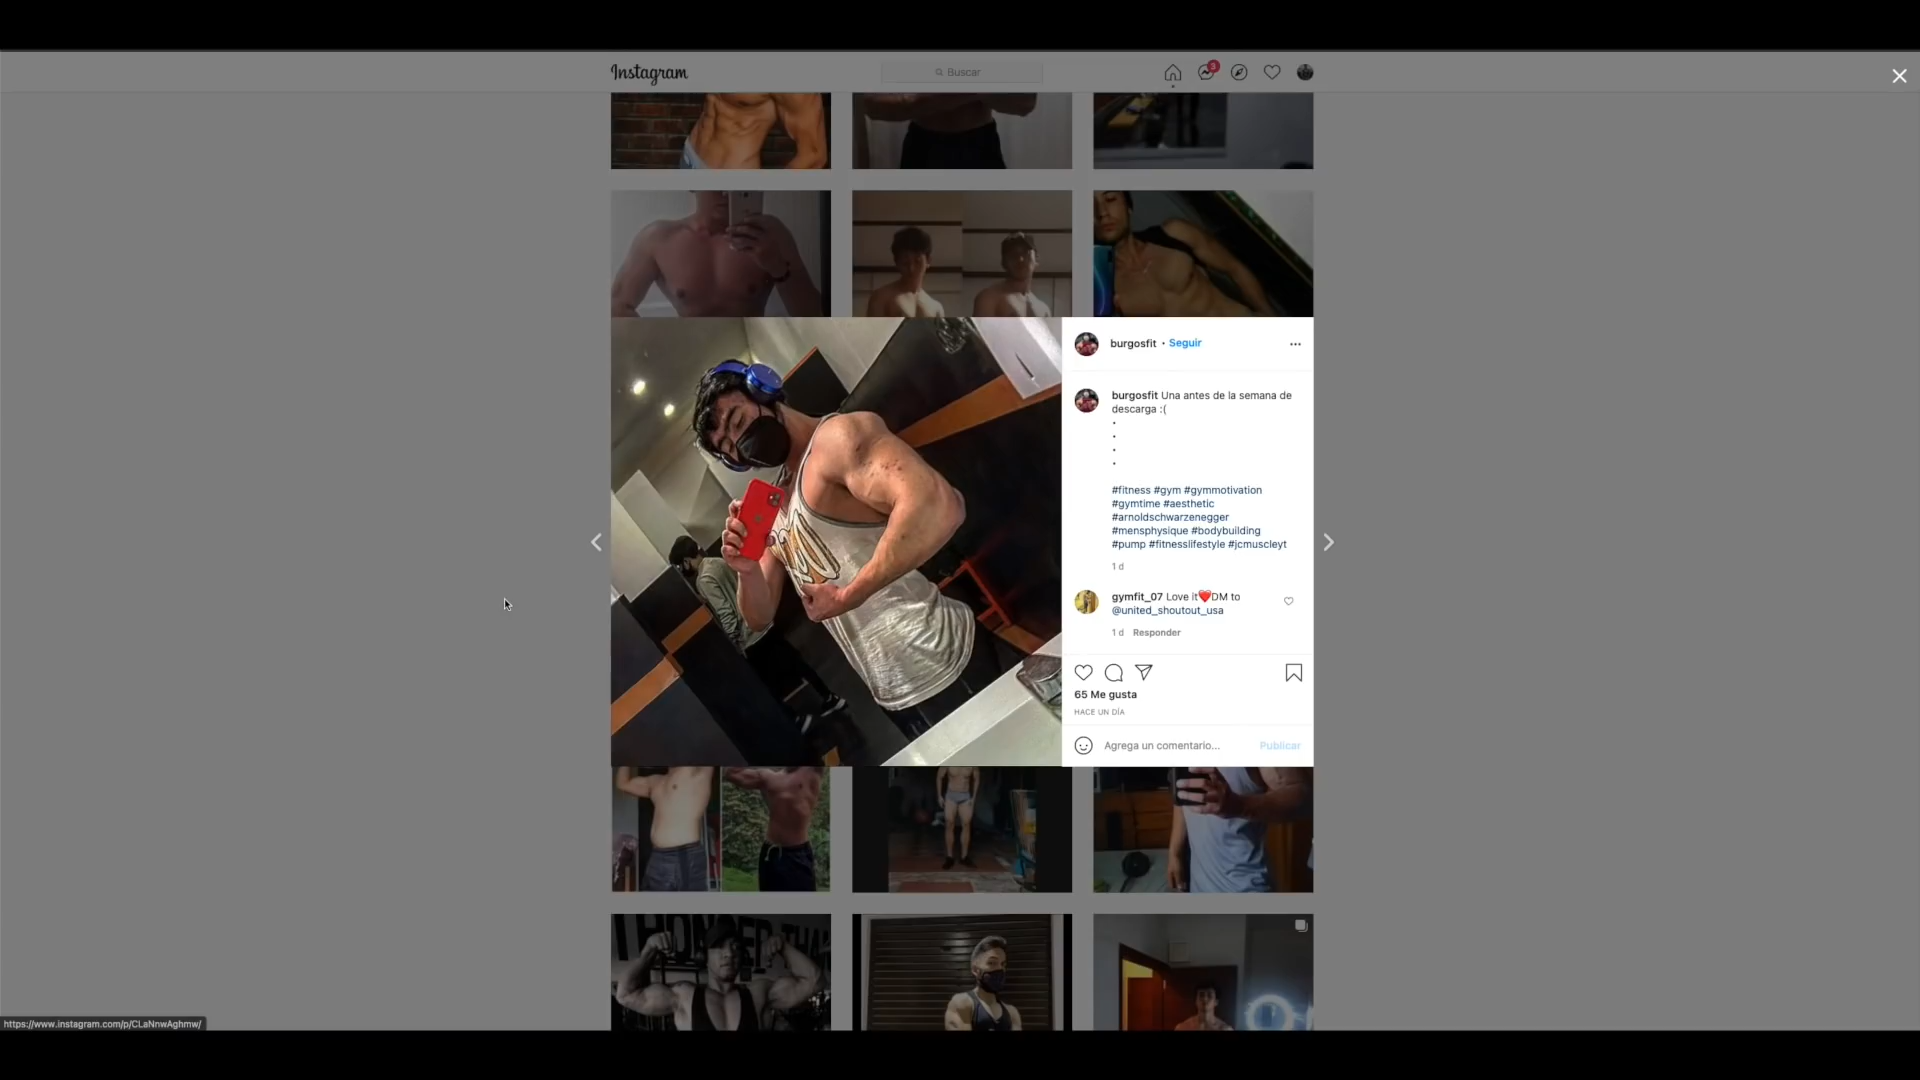 Instagram
Buscar
3
burgosfit • Seguir
burgosfit Una antes de la semana de
descarga :(
.
.
.
.
#fitness #gym #gymmotivation
#gymtime #aesthetic
#arnoldschwarzenegger
#mensphysique #bodybuilding
#pump #fitnesslifestyle #jcmuscleyt
1 d
gymfit_07 Love it❤️DM to
@united_shoutout_usa
1 d Responder
65 Me gusta
HACE UN DÍA
Agrega un comentario... Publicar
https://www.instagram.com/p/CLaNnwAghmw/